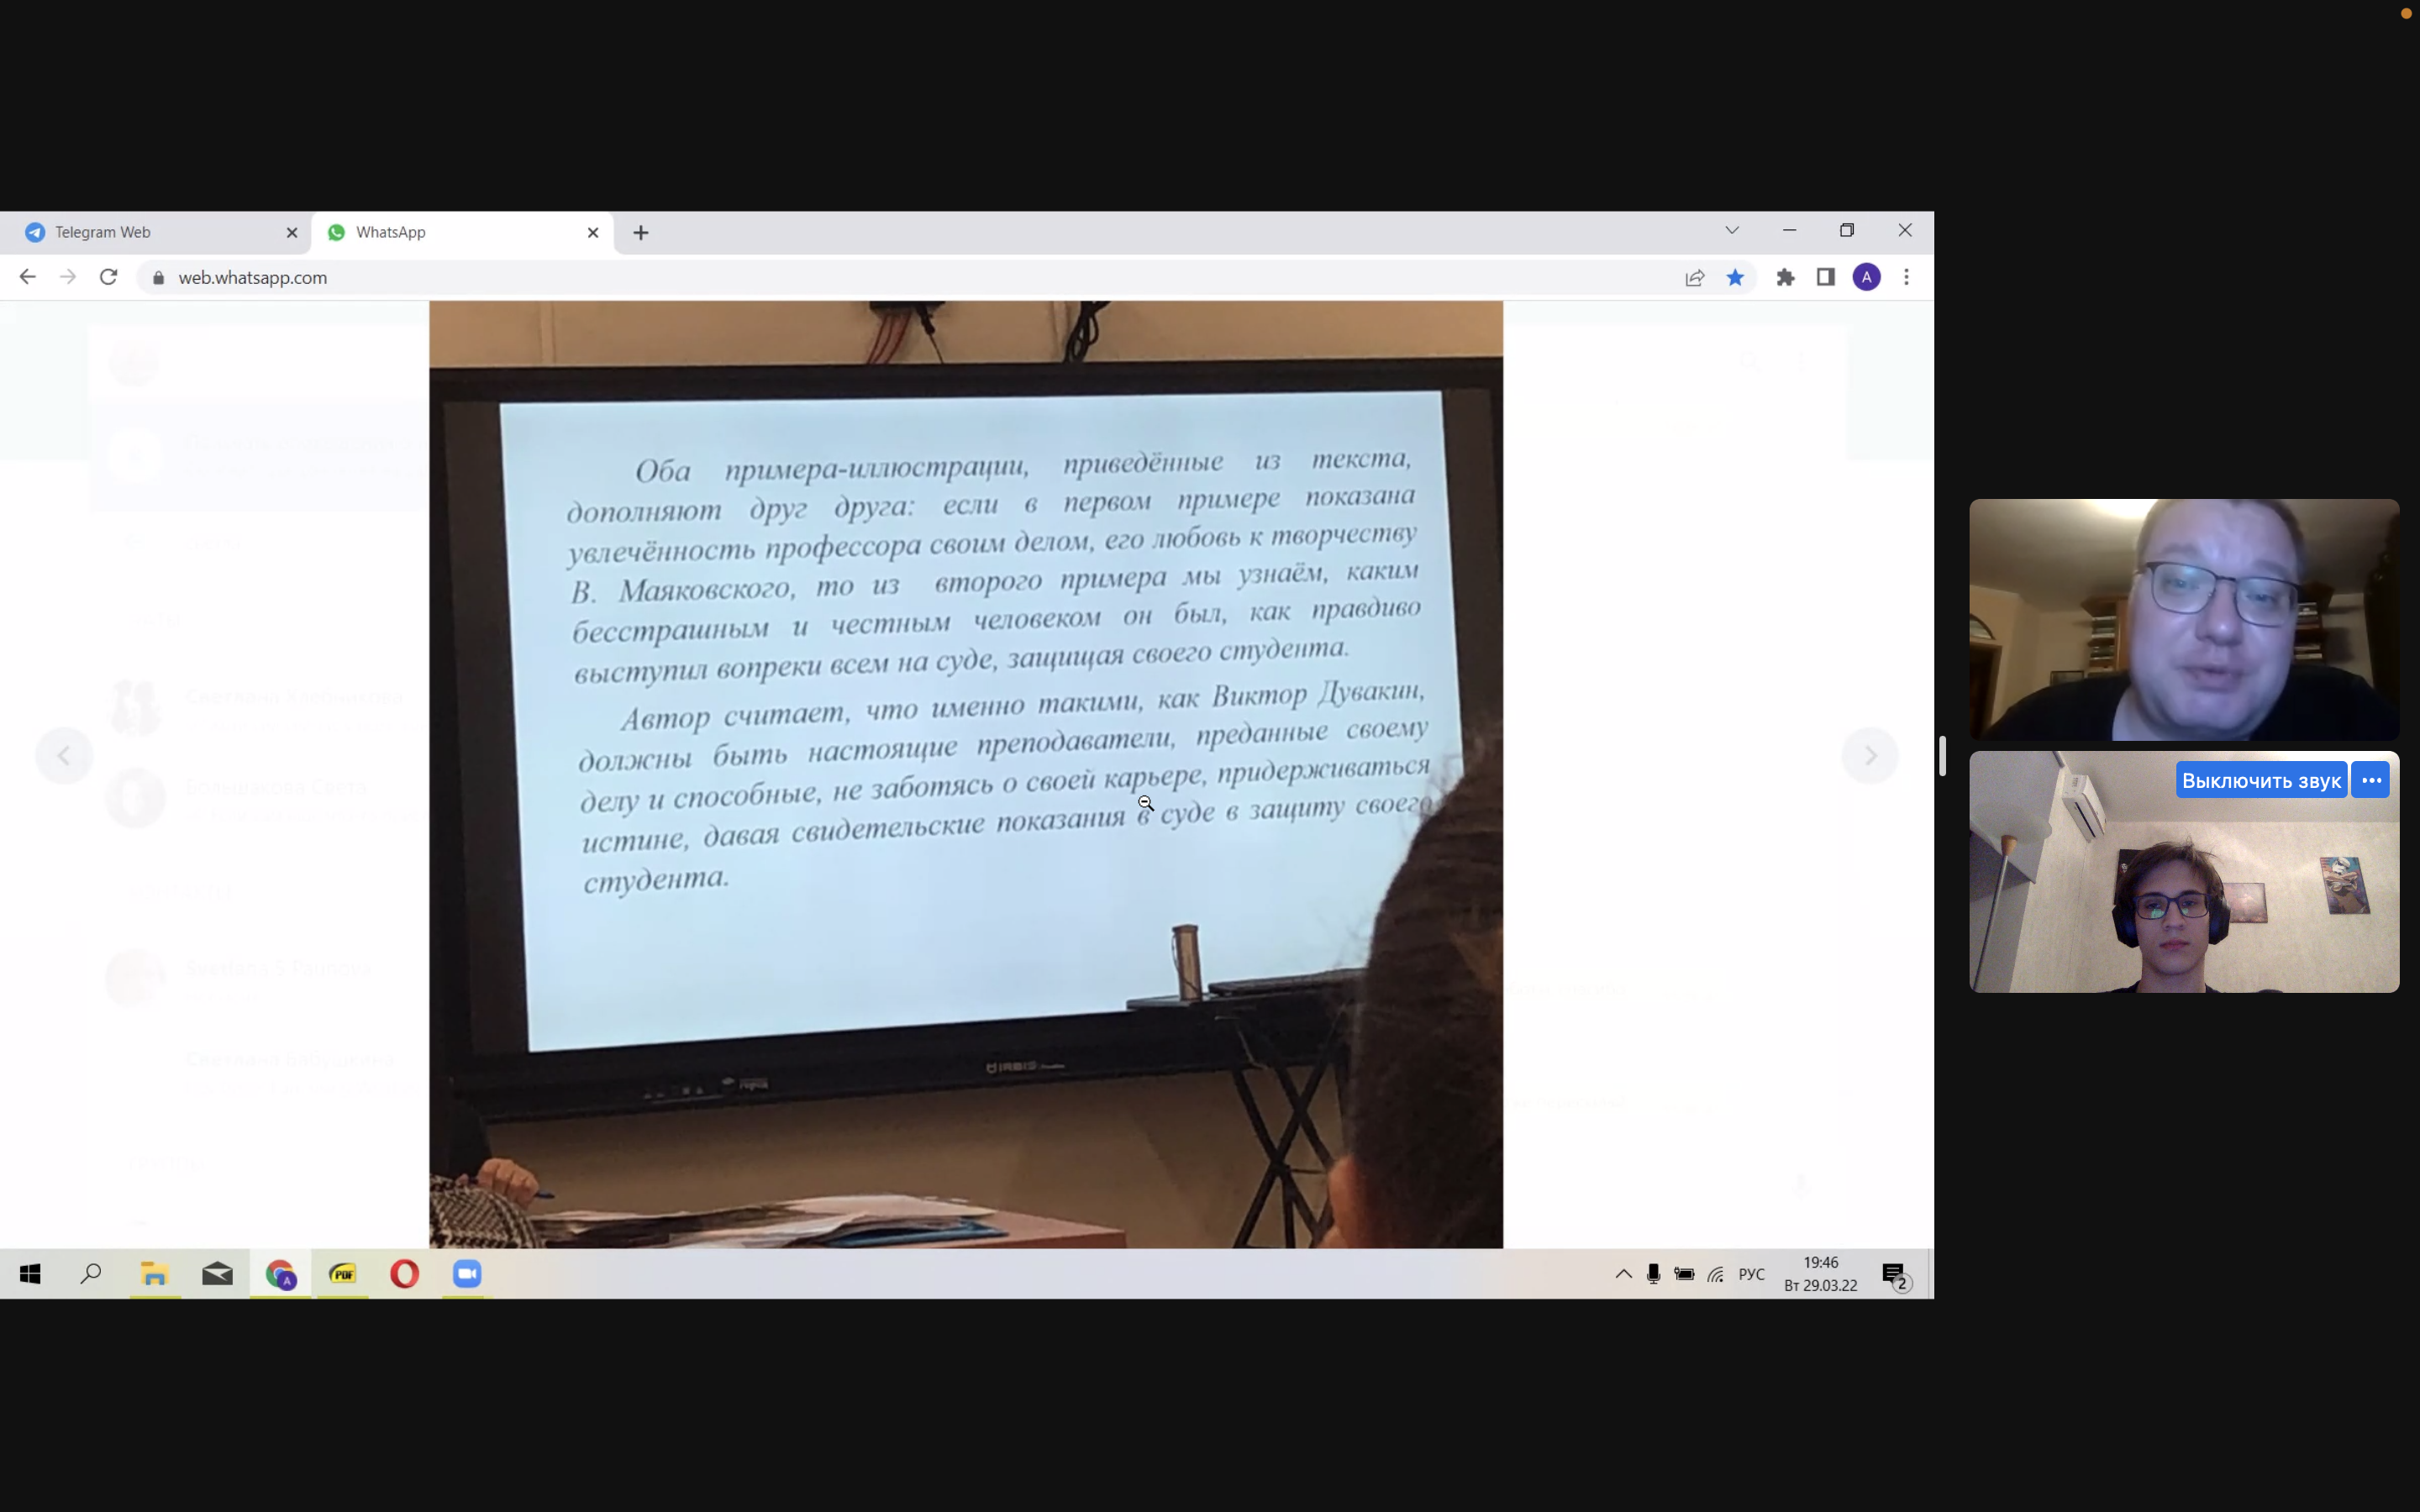 Telegram Web
WhatsApp
web.whatsapp.com
A
Оба примера-иллюстрации, приведённые из текста,
дополняют друг друга: если в первом примере показана
увлечённость профессора своим делом, его любовь к творчеству
В. Маяковского, то из второго примера мы узнаём, каким
бесстрашным и честным человеком он был, как правдиво
выступил вопреки всем на суде, защищая своего студента.
Автор считает, что именно такими, как Виктор Дувакин,
должны быть настоящие преподаватели, преданные своему
делу и способные, не заботясь о своей карьере, придерживаться
истине, давая свидетельские показания в суде в защиту своего
студента.
IRBIS
Выключить звук
A
PDF
РУС
19:46
Вт 29.03.22
2